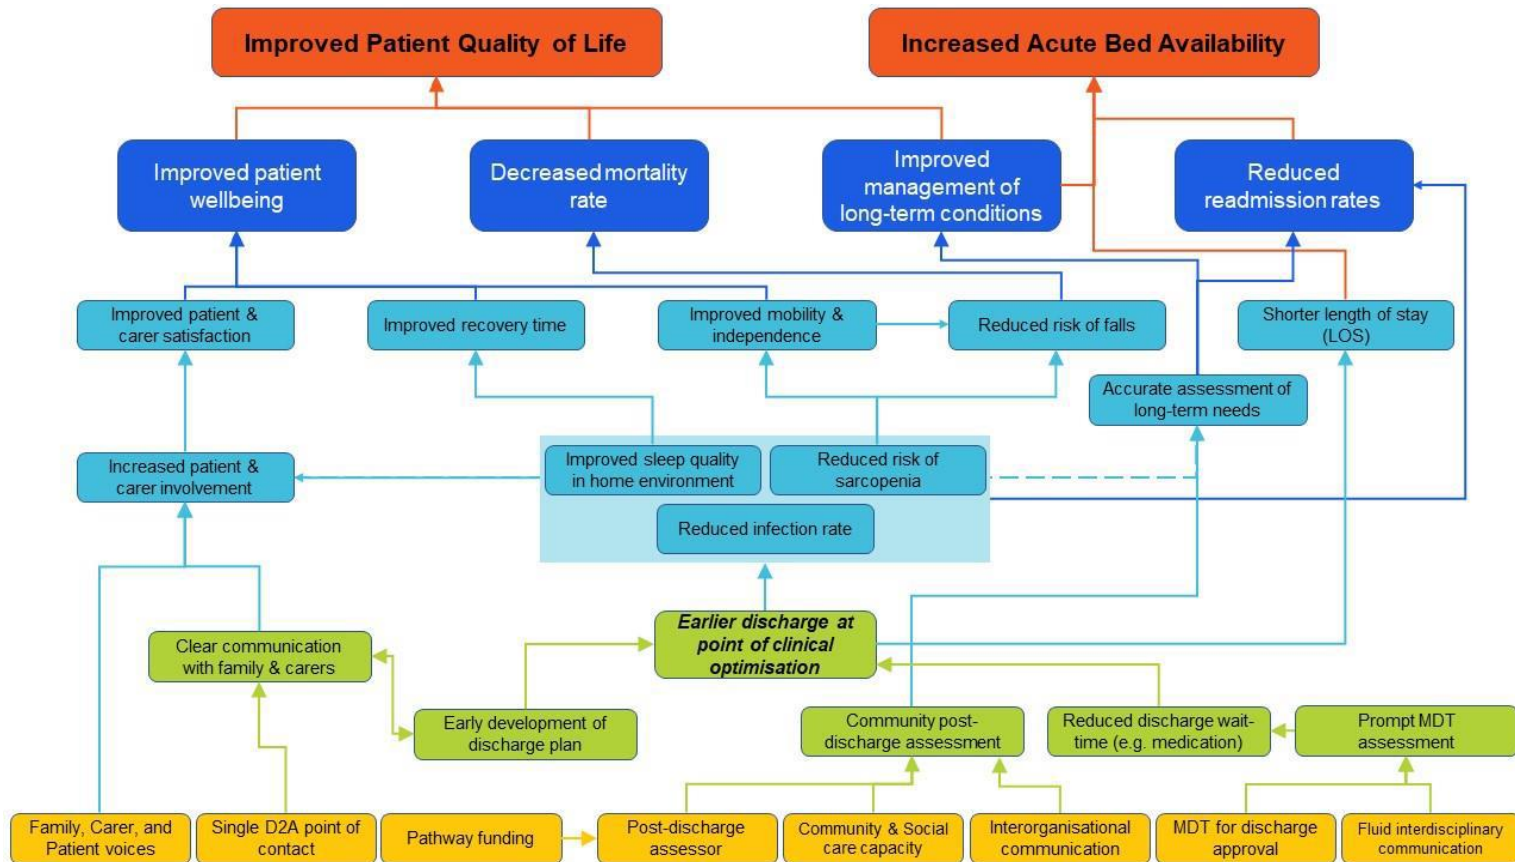 Improved Patient Quality of Life
Increased Acute Bed Availability
Improved patient
wellbeing
Decreased mortality
rate
Improved
management of
long-term conditions
Reduced
readmission rates
Improved patient &
carer satisfaction
Improved recovery time
Improved mobility &
independence
Reduced risk of falls
Shorter length of stay
(LOS)
Accurate assessment of
long-term needs
Increased patient &
carer involvement
Improved sleep quality
in home environment
Reduced risk of
sarcopenia
Reduced infection rate
Clear communication
with family & carers
Earlier discharge at
point of clinical
optimisation
Early development of
discharge plan
Community post-
discharge assessment
Reduced discharge wait-
time (e.g. medication)
Prompt MDT
assessment
Family, Carer, and
Patient voices
Single D2A point of
contact
Pathway funding
Post-discharge
assessor
Community & Social
care capacity
Interorganisational
communication
MDT for discharge
approval
Fluid interdisciplinary
communication